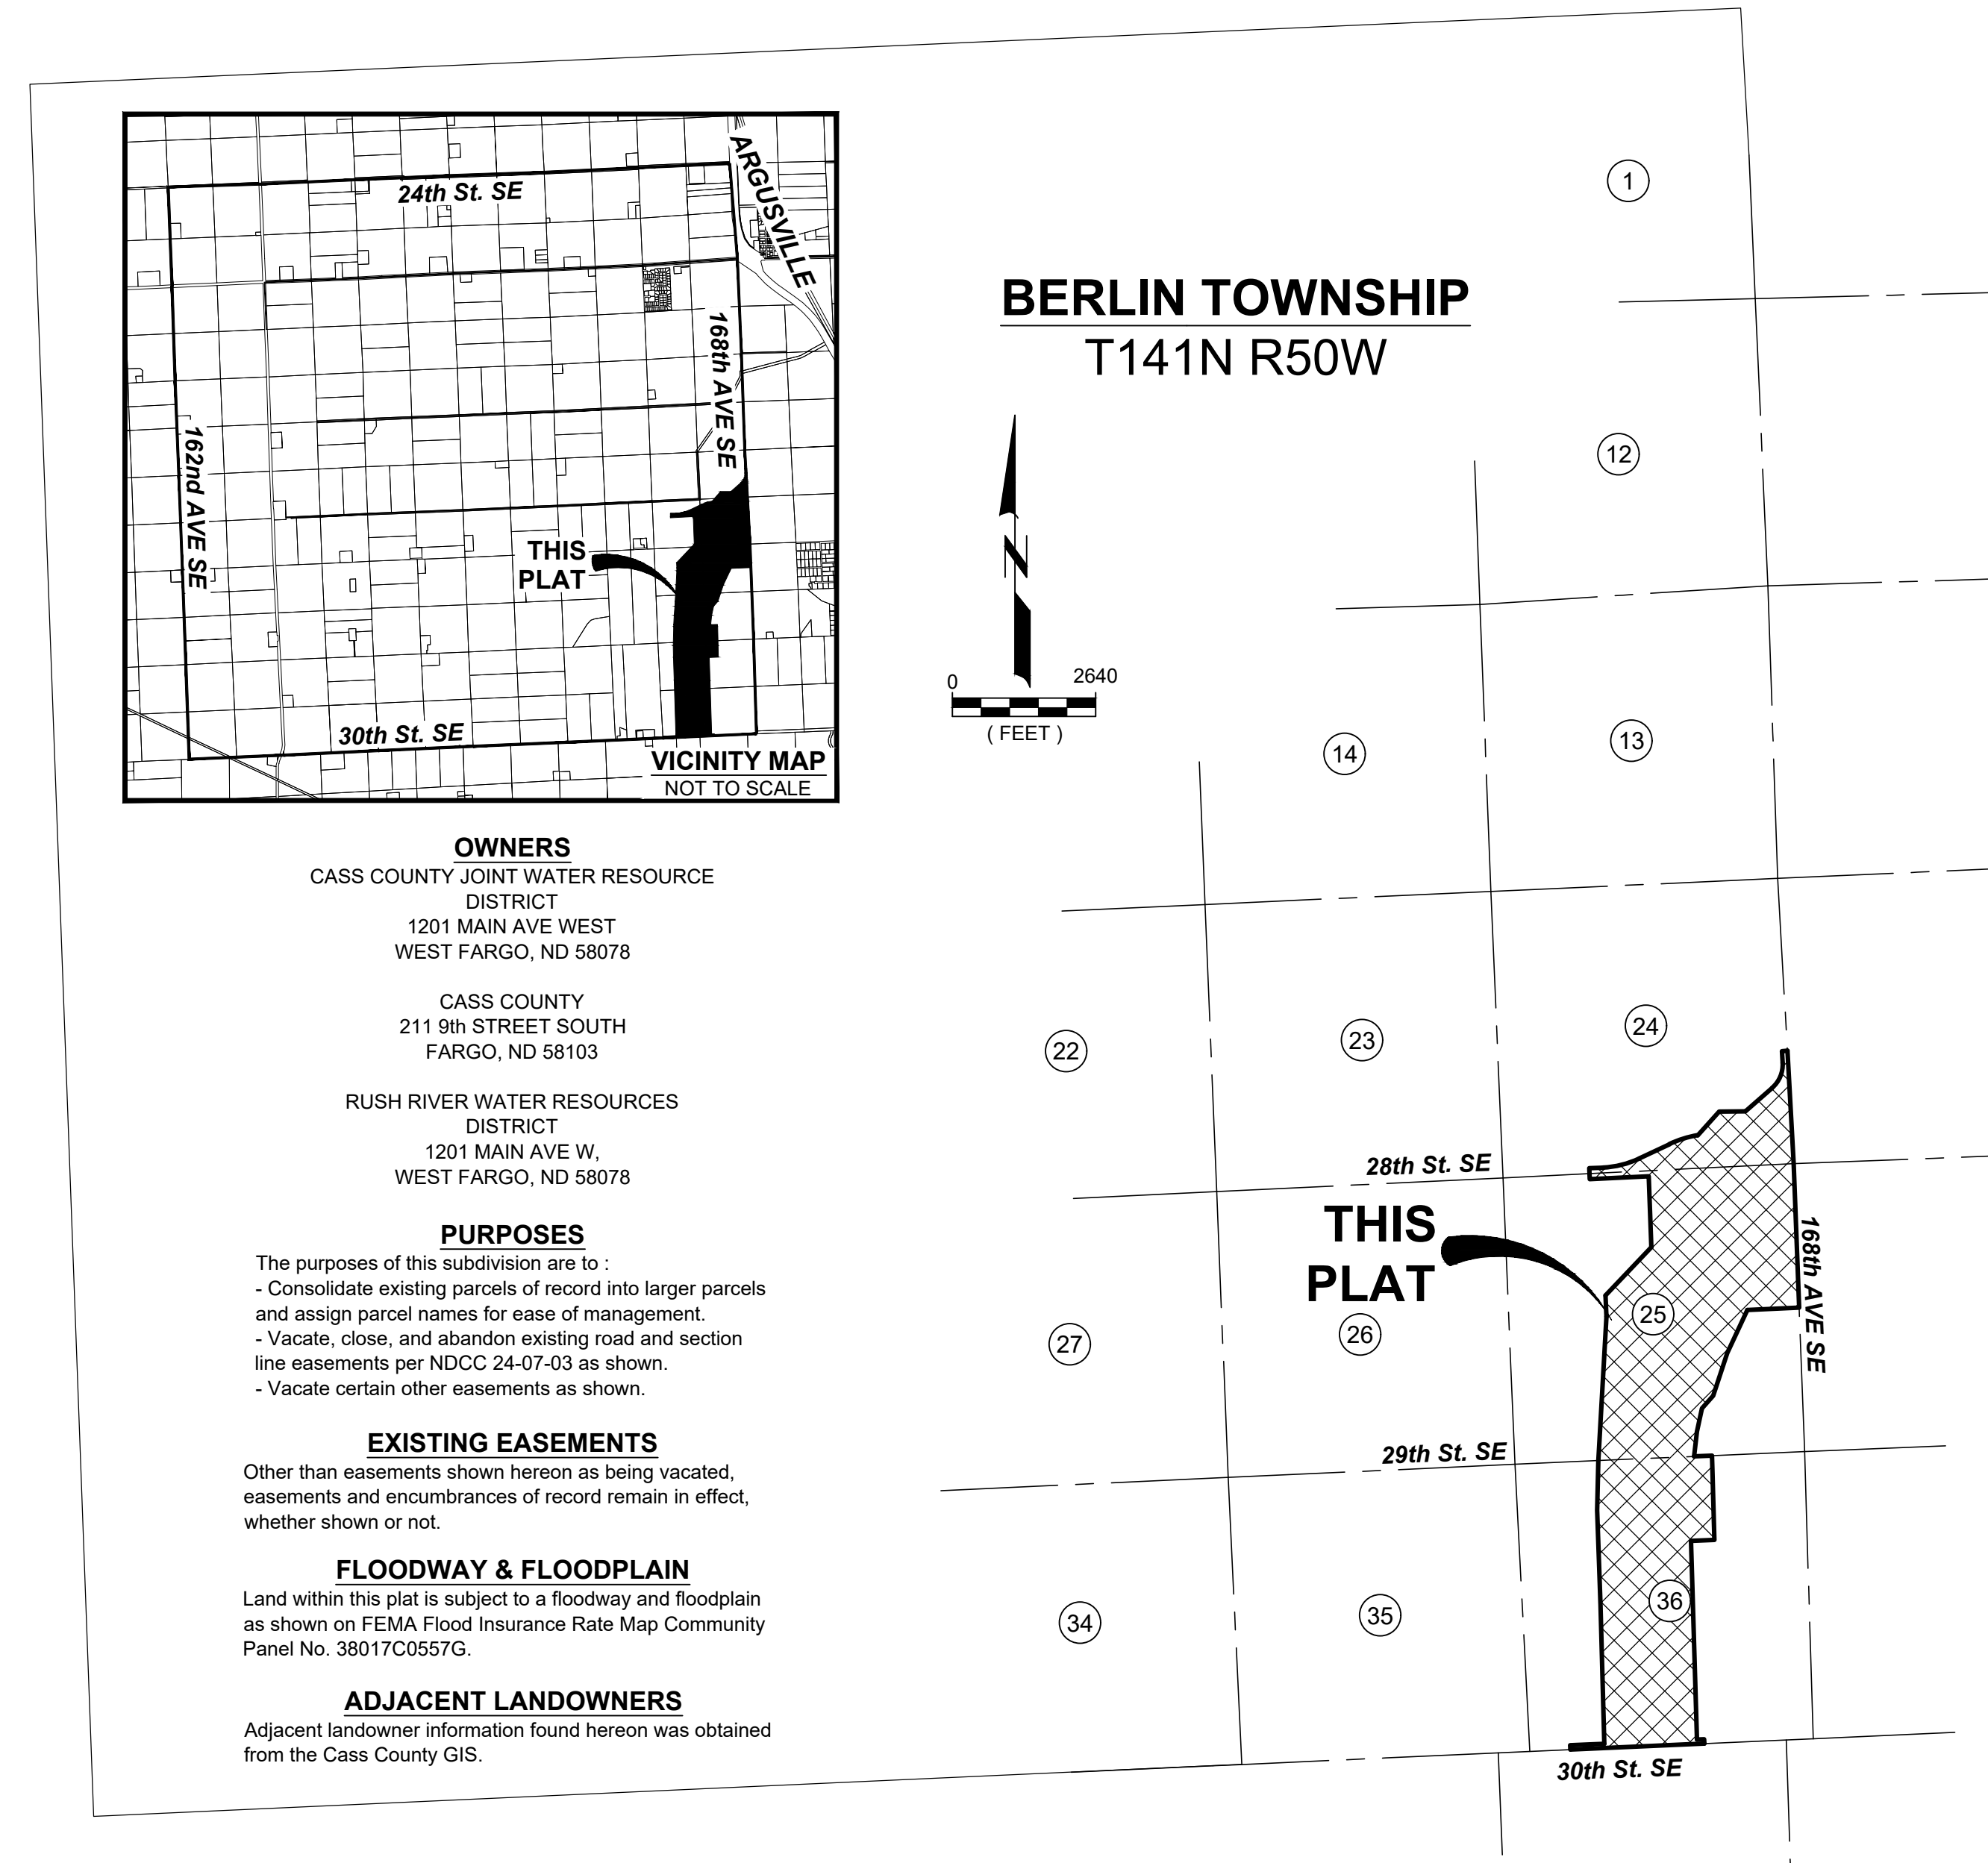 24th St. SE
ARGUSVILLE
168th AVE SE
162nd AVE SE
THIS
PLAT
30th St. SE
VICINITY MAP
NOT TO SCALE
BERLIN TOWNSHIP
T141N R50W
N
0 2640
( FEET )
1
12
14
13
22
23
24
28th St. SE
THIS
PLAT
168th AVE SE
27
26
25
29th St. SE
34
35
36
30th St. SE
OWNERS
CASS COUNTY JOINT WATER RESOURCE
DISTRICT
1201 MAIN AVE WEST
WEST FARGO, ND 58078
CASS COUNTY
211 9th STREET SOUTH
FARGO, ND 58103
RUSH RIVER WATER RESOURCES
DISTRICT
1201 MAIN AVE W,
WEST FARGO, ND 58078
PURPOSES
The purposes of this subdivision are to :
- Consolidate existing parcels of record into larger parcels
and assign parcel names for ease of management.
- Vacate, close, and abandon existing road and section
line easements per NDCC 24-07-03 as shown.
- Vacate certain other easements as shown.
EXISTING EASEMENTS
Other than easements shown hereon as being vacated,
easements and encumbrances of record remain in effect,
whether shown or not.
FLOODWAY & FLOODPLAIN
Land within this plat is subject to a floodway and floodplain
as shown on FEMA Flood Insurance Rate Map Community
Panel No. 38017C0557G.
ADJACENT LANDOWNERS
Adjacent landowner information found hereon was obtained
from the Cass County GIS.